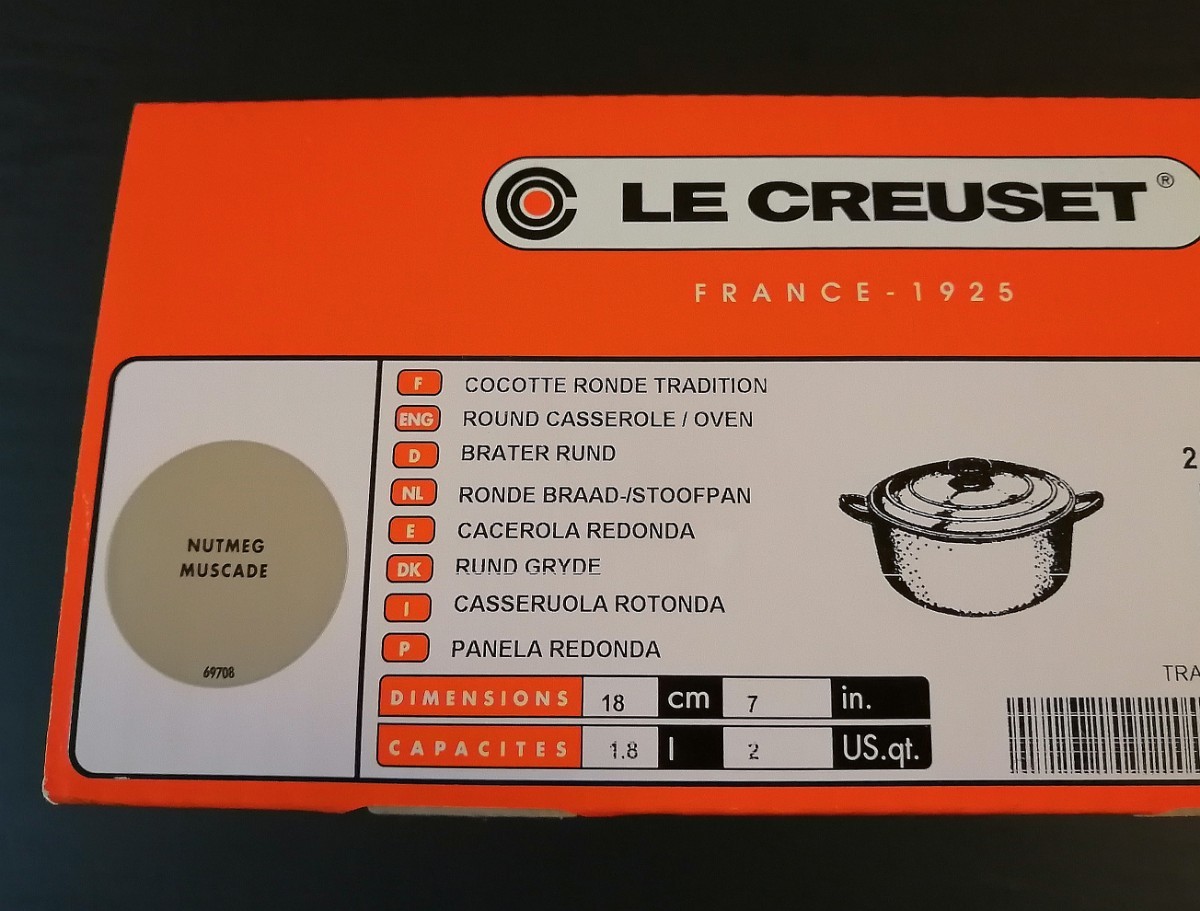 LE CREUSET®
FRANCE-1925
F COCOTTE RONDE TRADITION
ENG ROUND CASSEROLE / OVEN
D BRATER RUND
NL RONDE BRAAD-/STOOFPAN
E CACEROLA REDONDA
DK RUND GRYDE
I CASSERUOLA ROTONDA
P PANELA REDONDA
NUTMEG
MUSCADE
69708
2
TRA
DIMENSIONS 18 cm 7 in.
CAPACITES 1.8 l 2 US.qt.